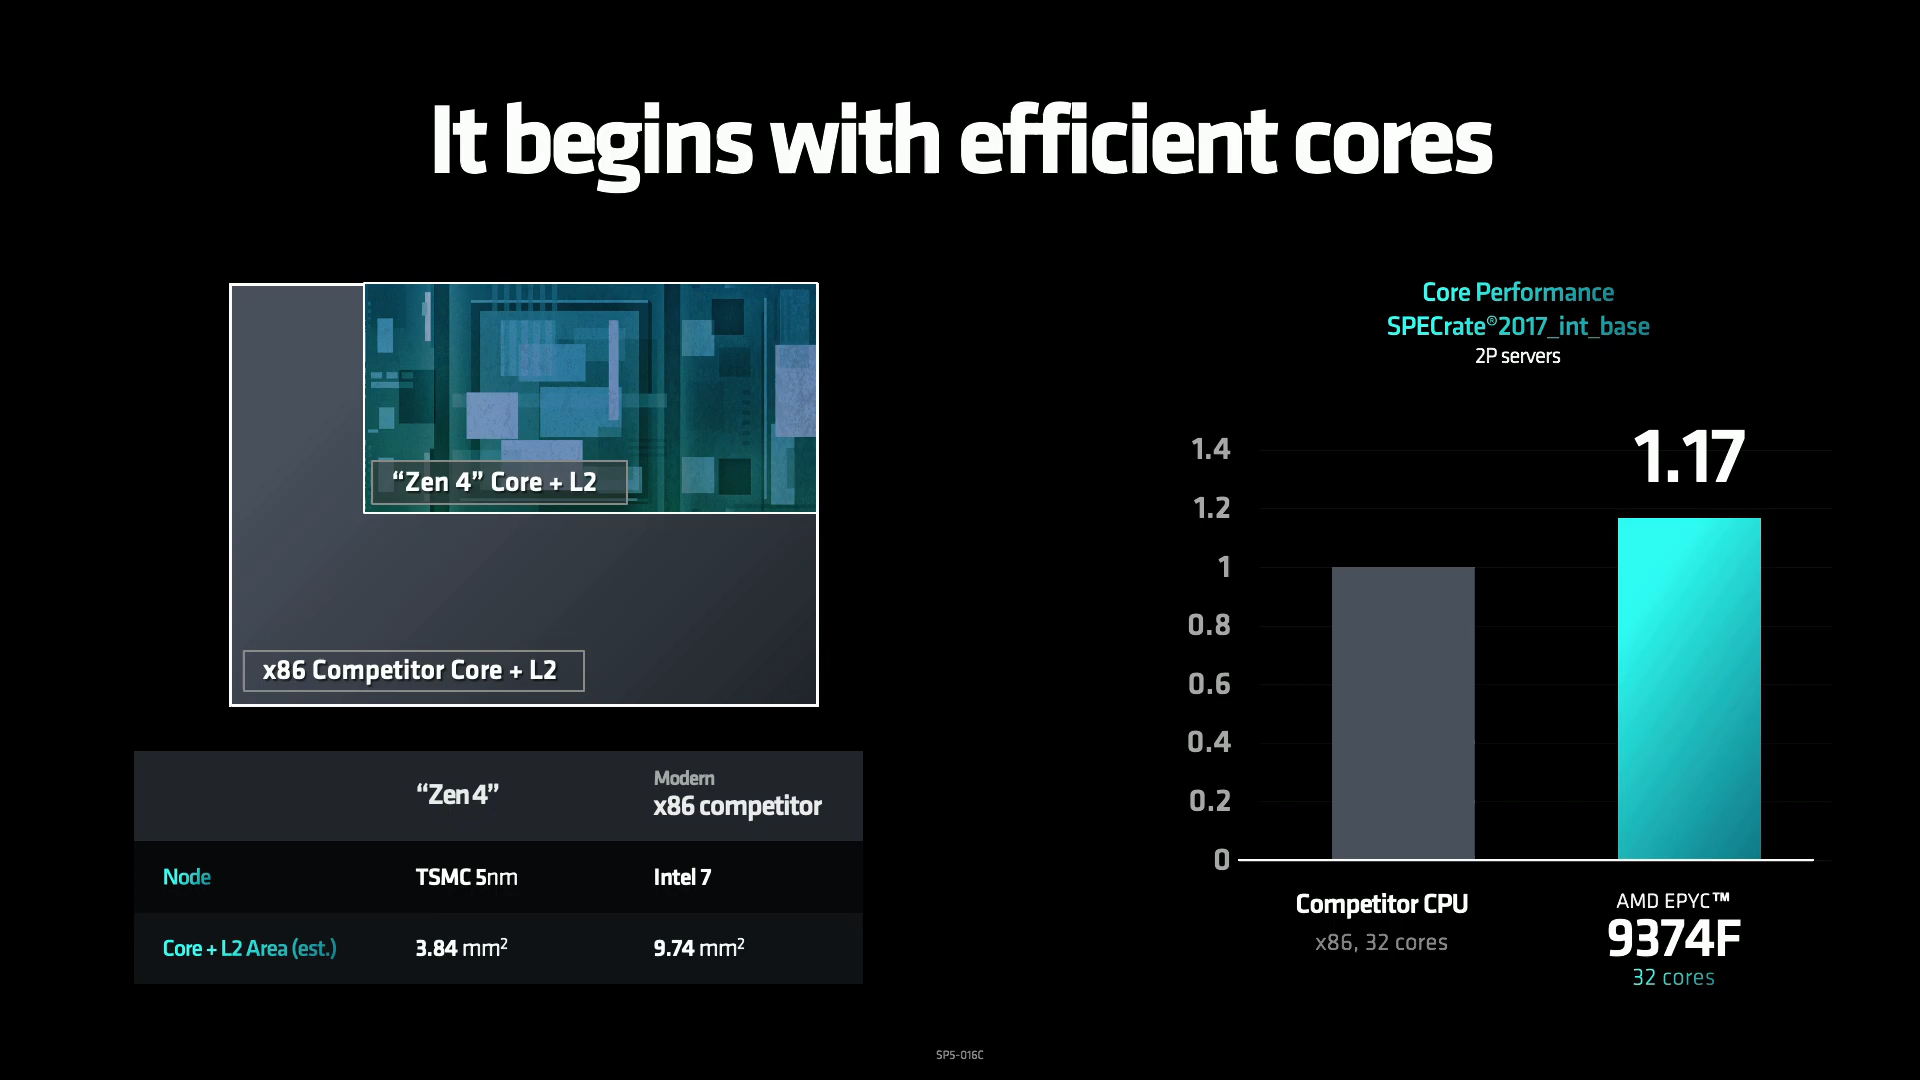 It begins with efficient cores
“Zen 4” Core + L2
x86 Competitor Core + L2
“Zen 4”
Modern
x86 competitor
Node
TSMC 5nm
Intel 7
Core + L2 Area (est.)
3.84 mm²
9.74 mm²
Core Performance
SPECrate®2017_int_base
2P servers
1.4
1.2
1
0.8
0.6
0.4
0.2
0
1.17
Competitor CPU
x86, 32 cores
AMD EPYC™
9374F
32 cores
SP5-016C